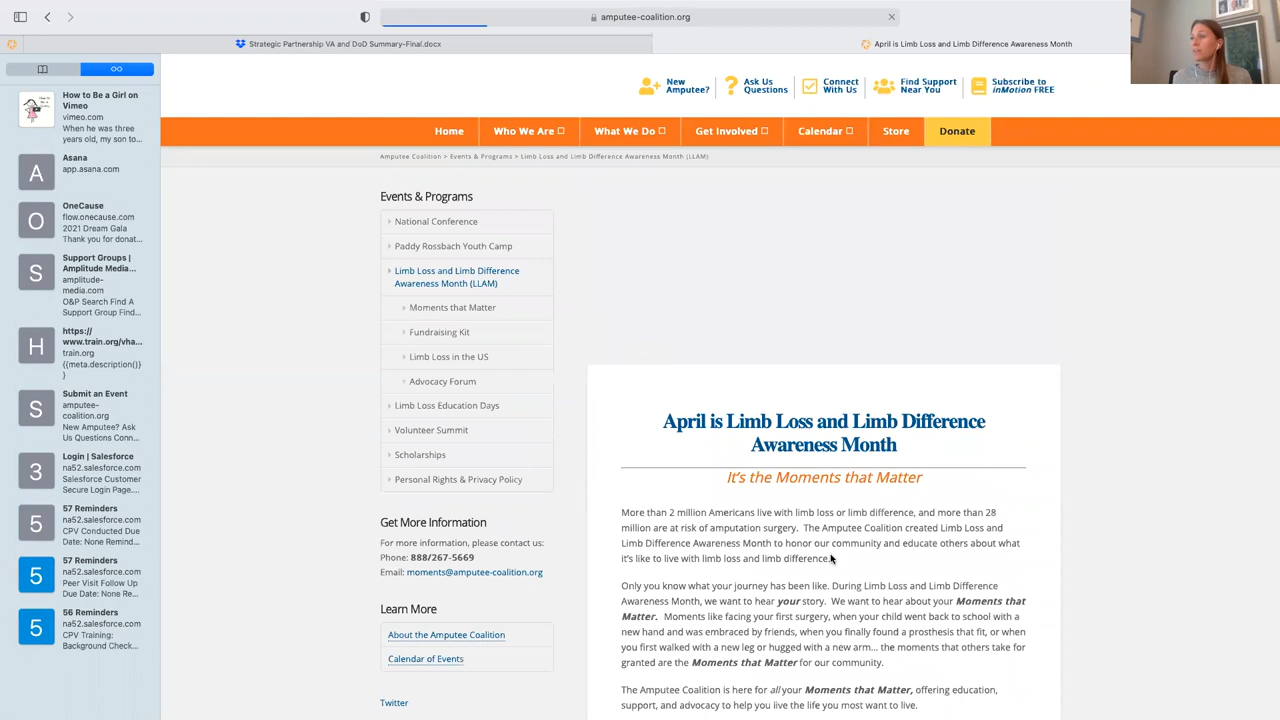 amputee-coalition.org
Strategic Partnership VA and DoD Summary-Final.docx
April is Limb Loss and Limb Difference Awareness Month
How to Be a Girl on
Vimeo
vimeo.com
When he was three
years old, my son to...
A
Asana
app.asana.com
O
OneCause
flow.onecause.com
2021 Dream Gala
Thank you for donat...
S
Support Groups |
Amplitude Media...
amplitude-
media.com
O&P Search Find A
Support Group Find...
H
https://
www.train.org/vha...
train.org
{{meta.description()}
}
S
Submit an Event
amputee-
coalition.org
New Amputee? Ask
Us Questions Conn...
3
Login | Salesforce
na52.salesforce.com
Salesforce Customer
Secure Login Page....
5
57 Reminders
na52.salesforce.com
CPV Conducted Due
Date: None Re...
5
57 Reminders
na52.salesforce.com
Peer Visit Follow Up
Due Date: None Re...
5
56 Reminders
na52.salesforce.com
CPV Training:
Background Check...
New
Amputee?
Ask Us
Questions
Connect
With Us
Find Support
Near You
Subscribe to
inMotion FREE
Home
Who We Are
What We Do
Get Involved
Calendar
Store
Donate
Amputee Coalition > Events & Programs > Limb Loss and Limb Difference Awareness Month (LLAM)
Events & Programs
National Conference
Paddy Rossbach Youth Camp
Limb Loss and Limb Difference
Awareness Month (LLAM)
Moments that Matter
Fundraising Kit
Limb Loss in the US
Advocacy Forum
Limb Loss Education Days
Volunteer Summit
Scholarships
Personal Rights & Privacy Policy
Get More Information
For more information, please contact us:
Phone: 888/267-5669
Email: moments@amputee-coalition.org
Learn More
About the Amputee Coalition
Calendar of Events
Twitter
April is Limb Loss and Limb Difference
Awareness Month
It's the Moments that Matter
More than 2 million Americans live with limb loss or limb difference, and more than 28
million are at risk of amputation surgery. The Amputee Coalition created Limb Loss and
Limb Difference Awareness Month to honor our community and educate others about what
it's like to live with limb loss and limb difference.
Only you know what your journey has been like. During Limb Loss and Limb Difference
Awareness Month, we want to hear your story. We want to hear about your Moments that
Matter. Moments like facing your first surgery, when your child went back to school with a
new hand and was embraced by friends, when you finally found a prosthesis that fit, or when
you first walked with a new leg or hugged with a new arm... the moments that others take for
granted are the Moments that Matter for our community.
The Amputee Coalition is here for all your Moments that Matter, offering education,
support, and advocacy to help you live the life you most want to live.